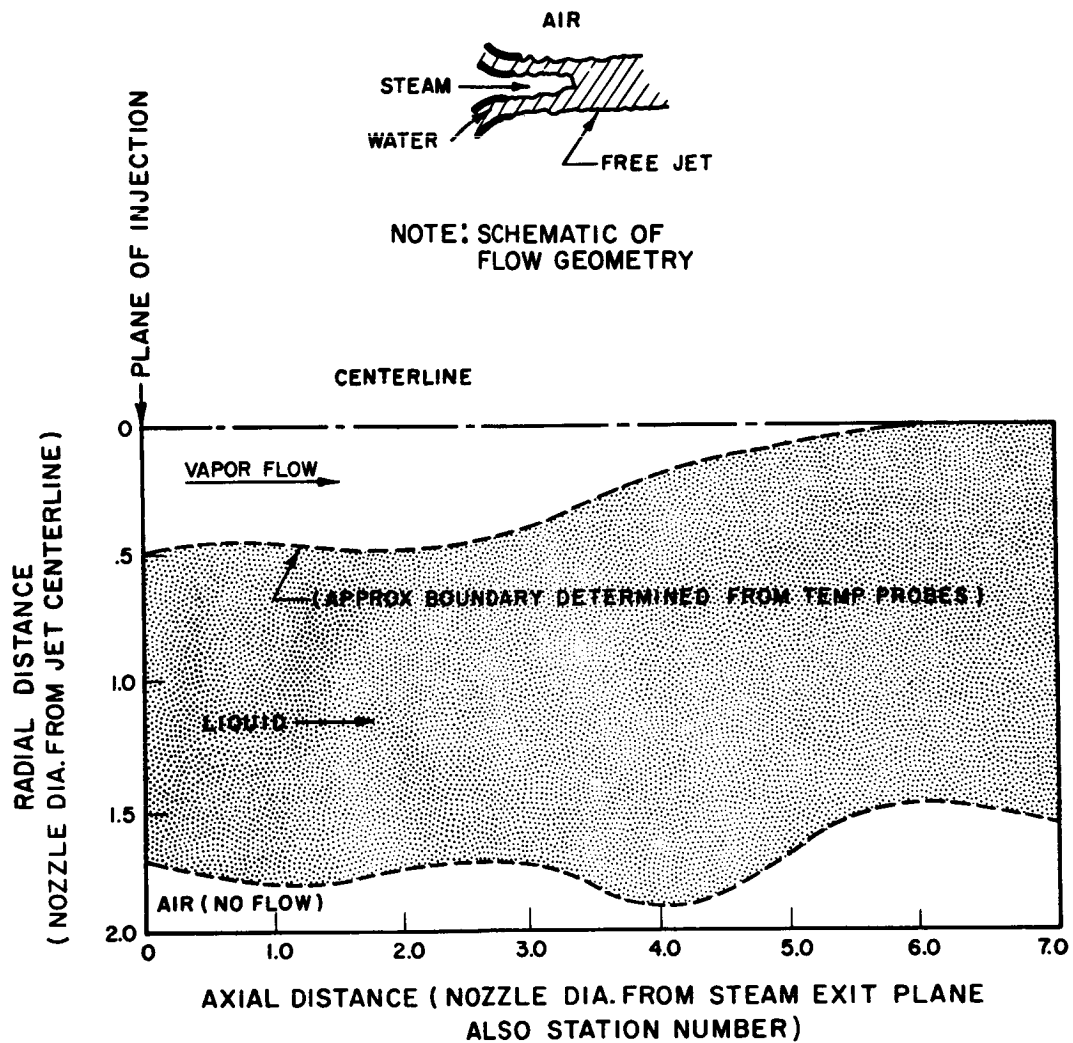 AIR
STEAM
WATER
FREE JET
NOTE: SCHEMATIC OF
FLOW GEOMETRY
PLANE OF INJECTION
CENTERLINE
0
VAPOR FLOW
.5
(APPROX BOUNDARY DETERMINED FROM TEMP PROBES)
1.0
LIQUID
1.5
AIR (NO FLOW)
2.0
RADIAL DISTANCE
(NOZZLE DIA. FROM JET CENTERLINE)
0 1.0 2.0 3.0 4.0 5.0 6.0 7.0
AXIAL DISTANCE (NOZZLE DIA. FROM STEAM EXIT PLANE
ALSO STATION NUMBER)